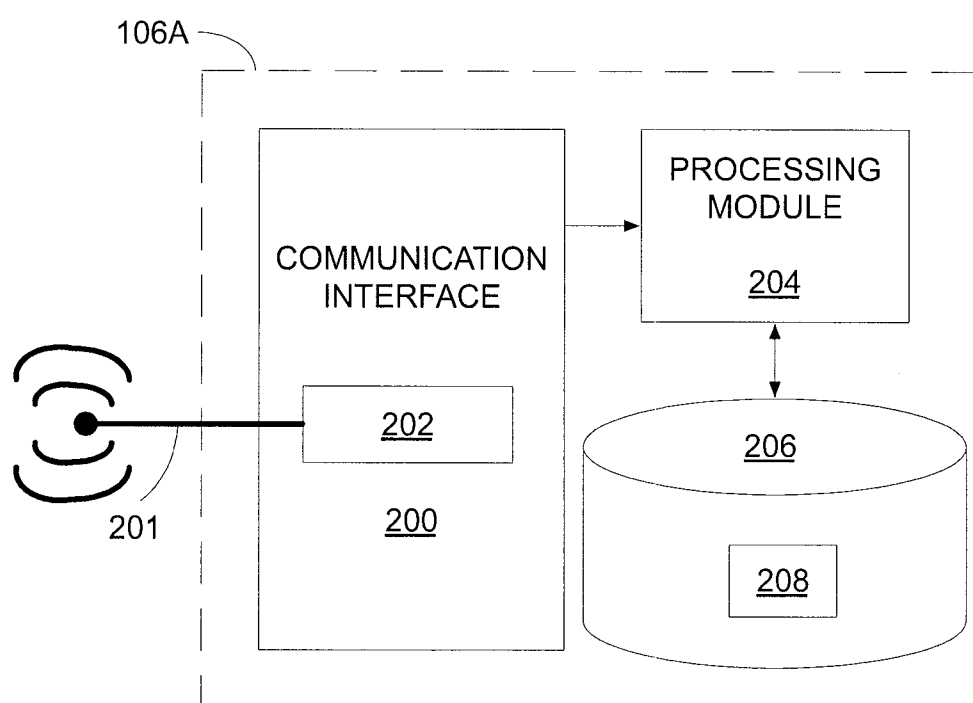 106A
PROCESSING
MODULE
204
COMMUNICATION
INTERFACE
202
200
201
206
208